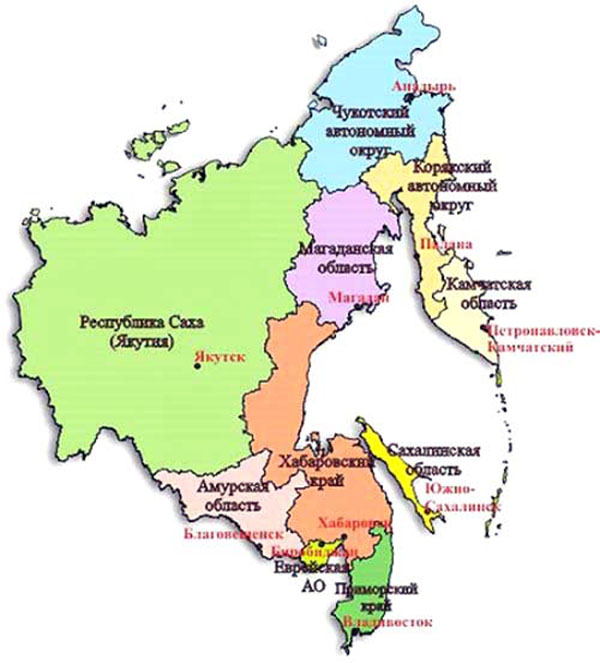 Анадырь
Чукотский
автономный
округ
Корякский
автономный
округ
Палана
Магаданская
область
Магадан
Камчатская
область
Петропавловск-
Камчатский
Республика Саха
(Якутия)
Якутск
Хабаровский
край
Сахалинская
область
Южно-
Сахалинск
Амурская
область
Благовещенск
Хабаровск
Биробиджан
Еврейская
АО
Приморский
край
Владивосток